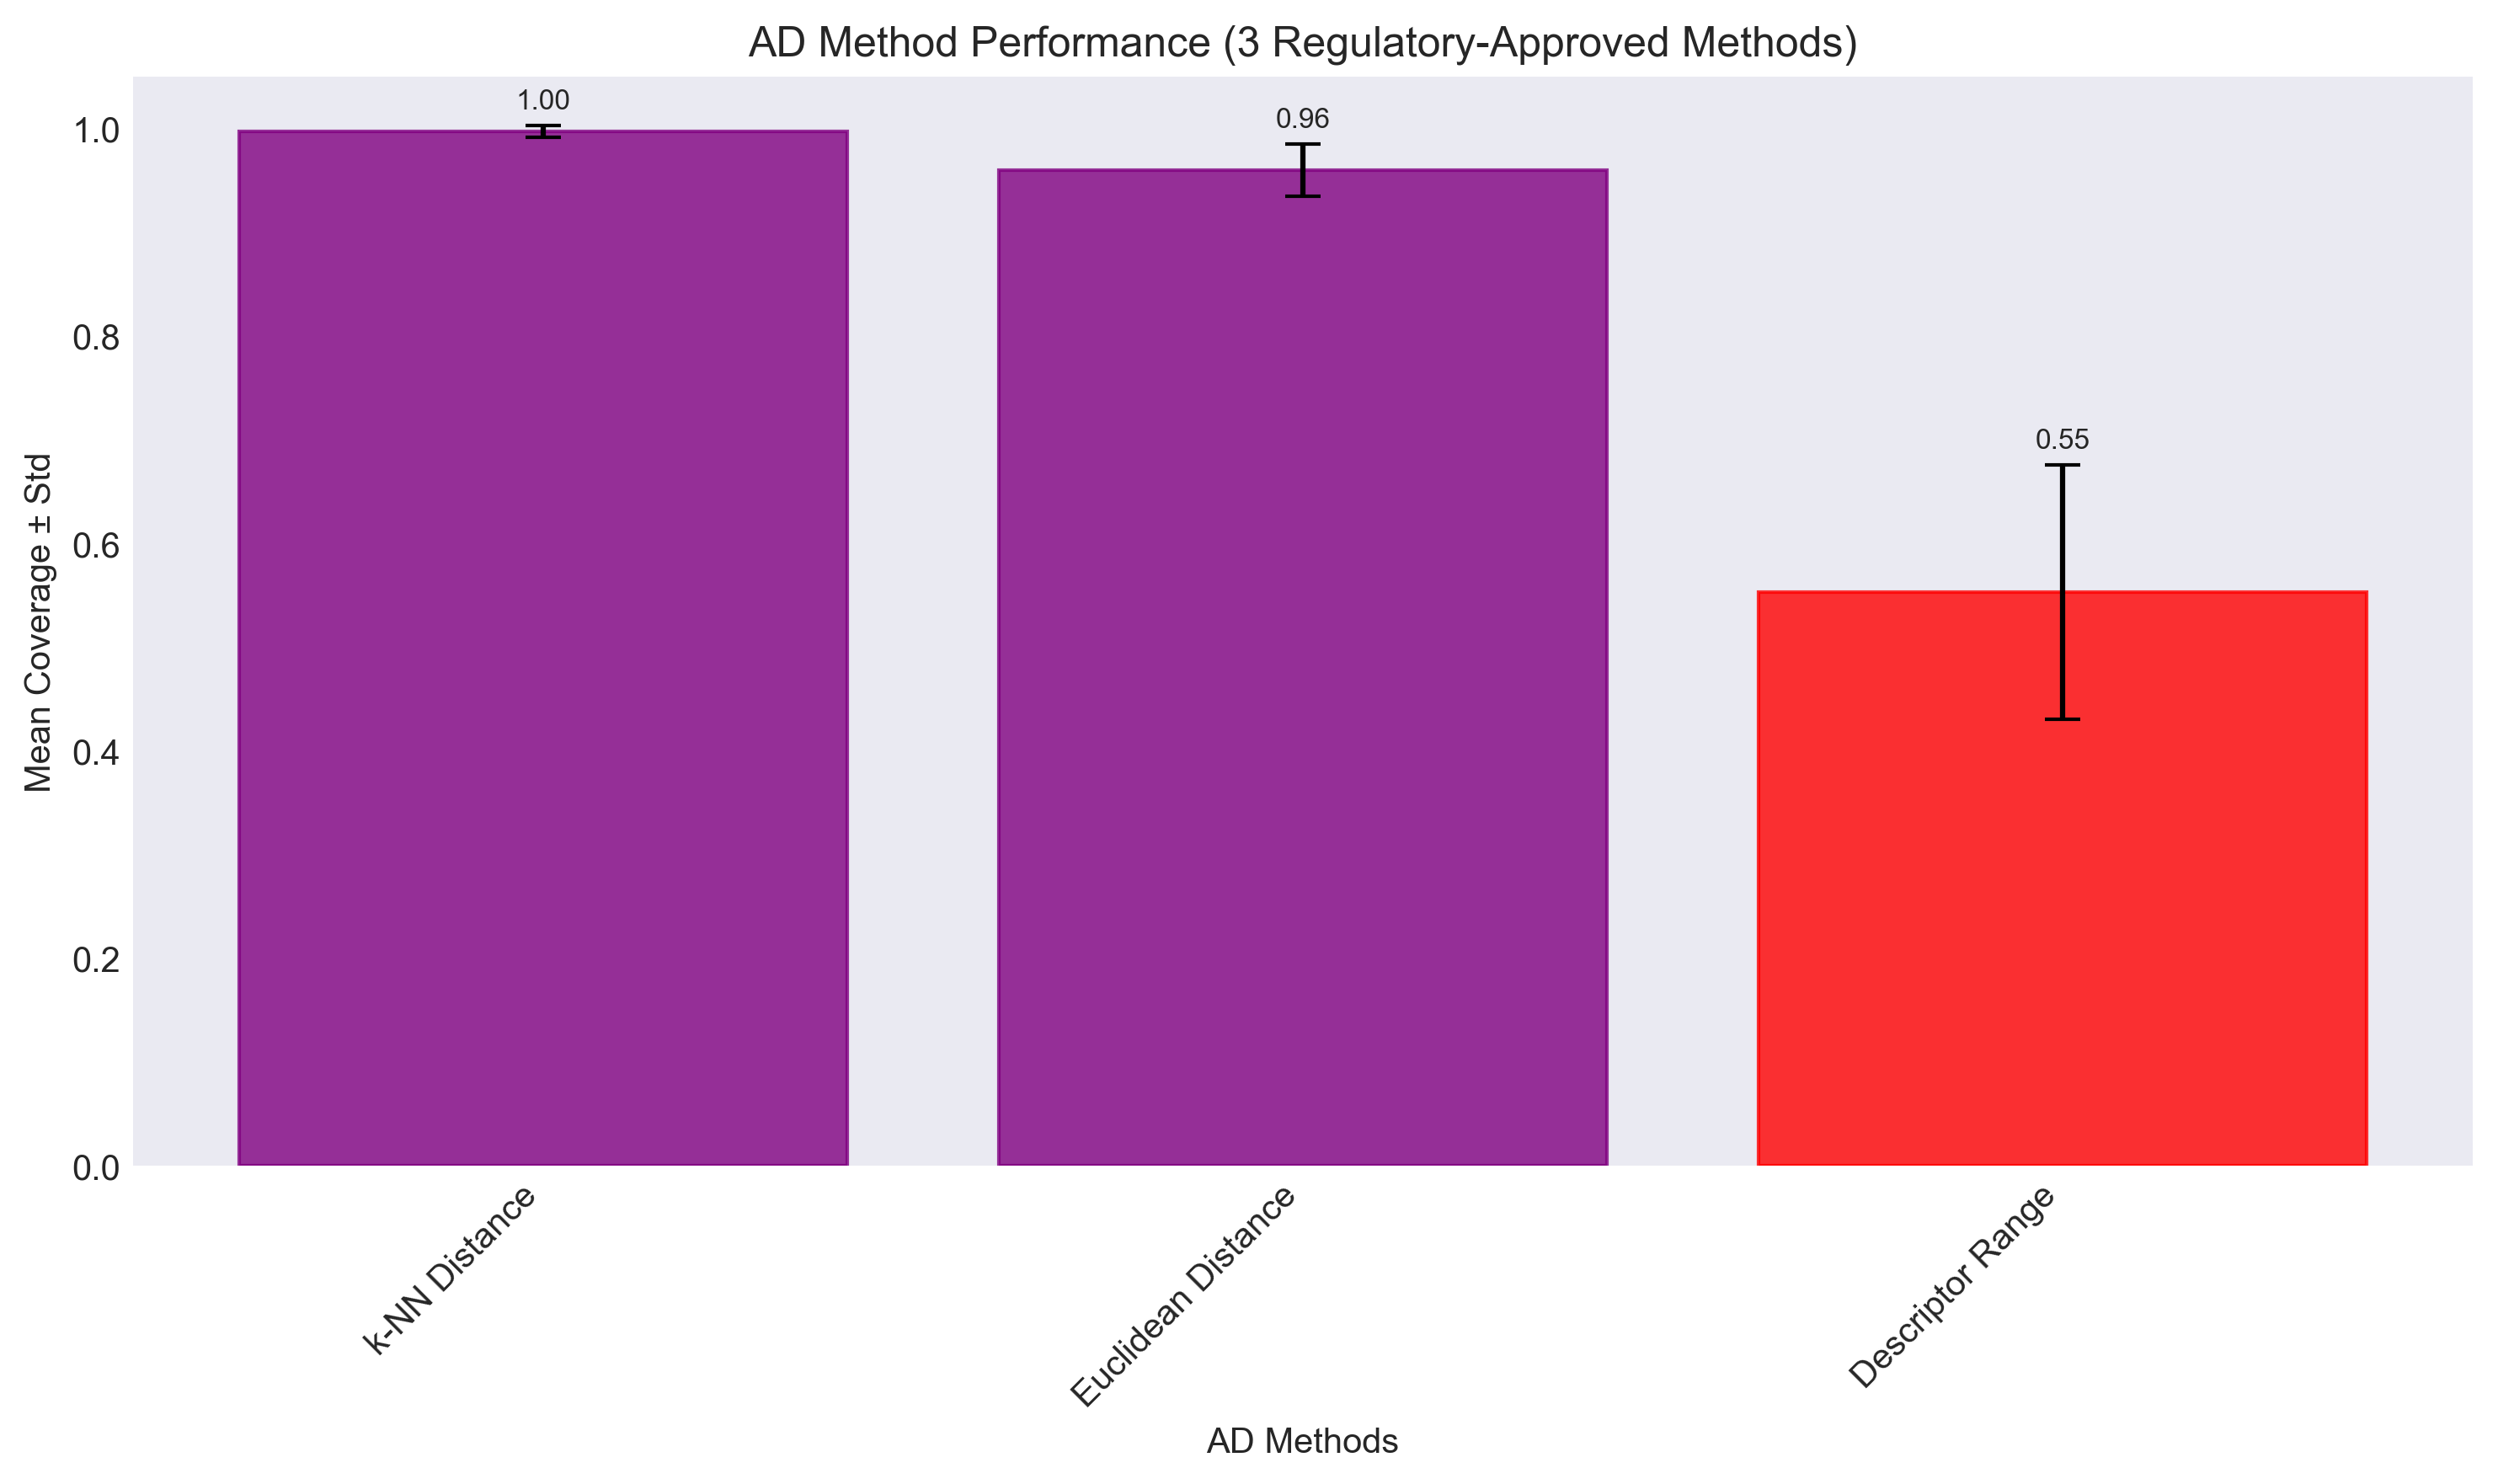 AD Method Performance (3 Regulatory-Approved Methods)
Mean Coverage ± Std
1.0
0.8
0.6
0.4
0.2
0.0
1.00
0.96
0.55
k-NN Distance
Euclidean Distance
Descriptor Range
AD Methods